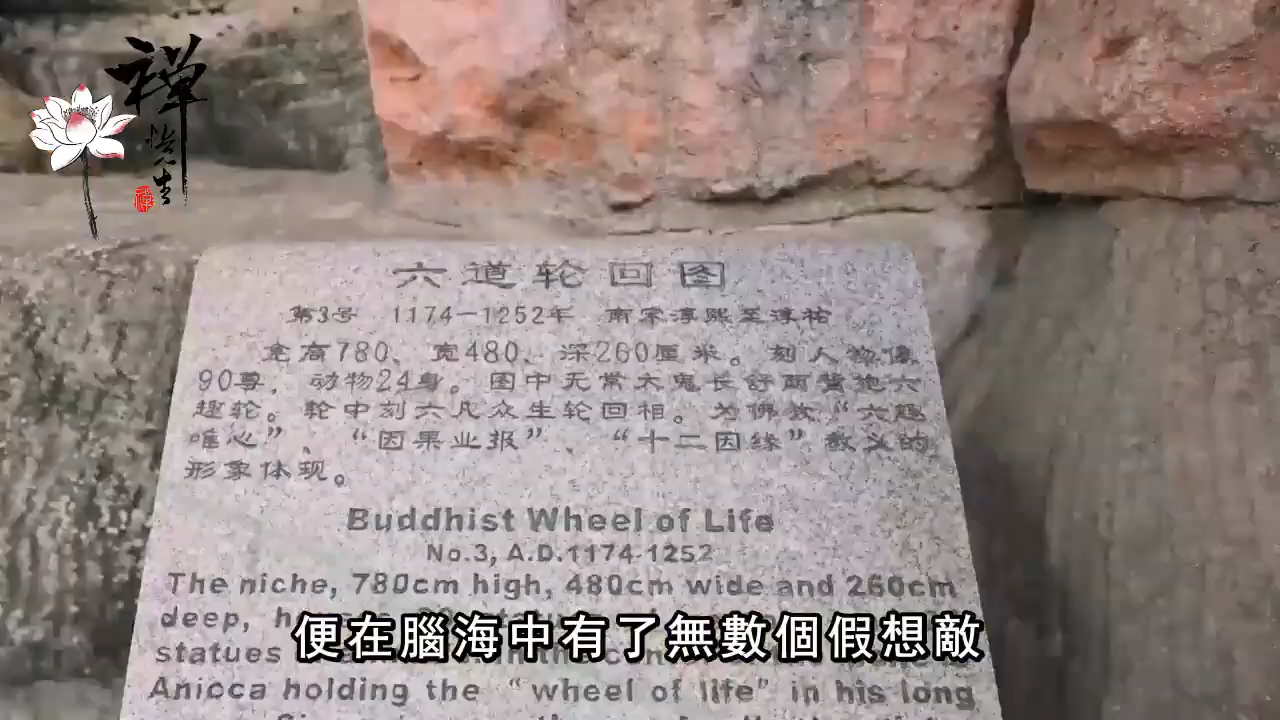 禅
悦人生
六道轮回图
第3号 1174—1252年 南宋淳熙至淳祐
龛高780、宽480、深260厘米。刻人物像
90尊，动物24身。图中无常大鬼长舒两臂抱六
趣轮。轮中刻六凡众生轮回相。为佛教“六趣
唯心”、“因果业报”、“十二因缘”教义的
形象体现。
Buddhist Wheel of Life
No.3, A.D.1174-1252
The niche, 780cm high, 480cm wide and 260cm
deep,
便在腦海中有了無數個假想敵
statues
Anicca holding the “wheel of life” in his long